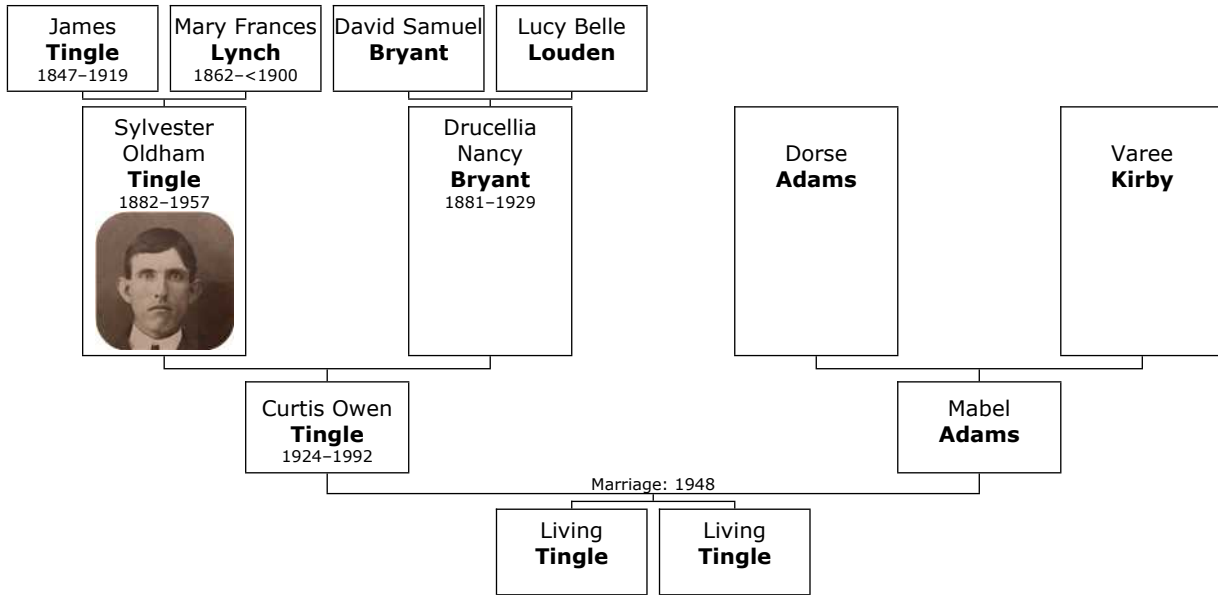 James
Tingle
1847–1919
Mary Frances
Lynch
1862–<1900
David Samuel
Bryant
Lucy Belle
Louden
Sylvester
Oldham
Tingle
1882–1957
Drucellia
Nancy
Bryant
1881–1929
Dorse
Adams
Varee
Kirby
Curtis Owen
Tingle
1924–1992
Mabel
Adams
Marriage: 1948
Living
Tingle
Living
Tingle